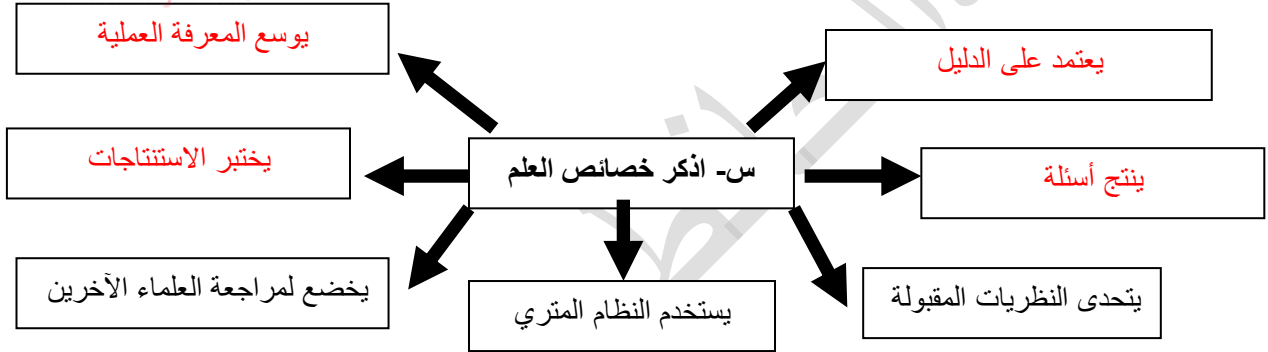 يوسع المعرفة العملية
يعتمد على الدليل
س- اذكر خصائص العلم
يختبر الاستنتاجات
ينتج أسئلة
يخضع لمراجعة العلماء الآخرين
يستخدم النظام المتري
يتحدى النظريات المقبولة